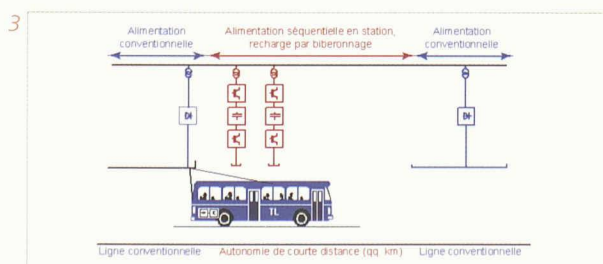 3
Alimentation
conventionnelle
Alimentation séquentielle en station,
recharge par biberonnage
Alimentation
conventionnelle
TL
Ligne conventionnelle
Autonomie de courte distance (qq. km)
Ligne conventionnelle